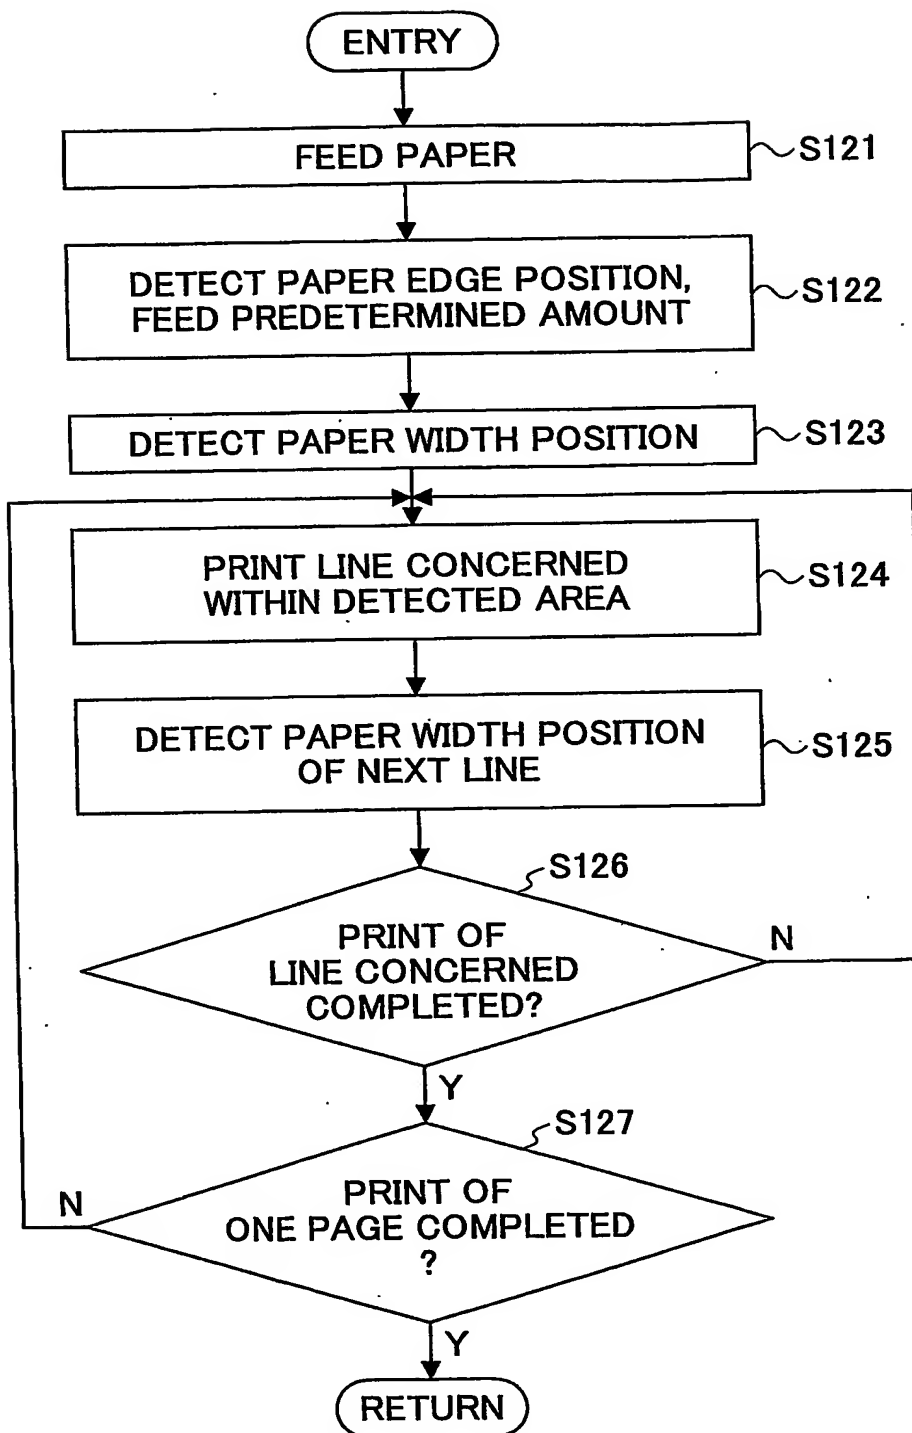 ENTRY
FEED PAPER
S121
DETECT PAPER EDGE POSITION,
FEED PREDETERMINED AMOUNT
S122
DETECT PAPER WIDTH POSITION
S123
PRINT LINE CONCERNED
WITHIN DETECTED AREA
S124
DETECT PAPER WIDTH POSITION
OF NEXT LINE
S125
S126
PRINT OF
LINE CONCERNED
COMPLETED?
N
Y
S127
PRINT OF
ONE PAGE COMPLETED
?
N
Y
RETURN